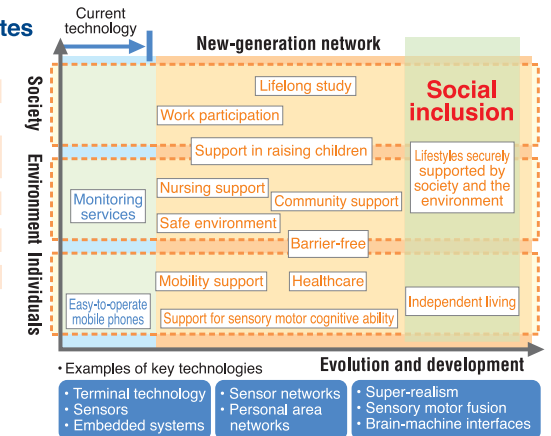 tes
Current
technology
New-generation network
Society
Environment
Individuals
Lifelong study
Social
inclusion
Work participation
Support in raising children
Lifestyles securely
supported by
society and the
environment
Nursing support
Monitoring
services
Community support
Safe environment
Barrier-free
Mobility support
Healthcare
Easy-to-operate
mobile phones
Independent living
Support for sensory motor cognitive ability
Evolution and development
・Examples of key technologies
• Terminal technology
• Sensors
• Embedded systems
• Sensor networks
• Personal area
networks
• Super-realism
• Sensory motor fusion
• Brain-machine interfaces